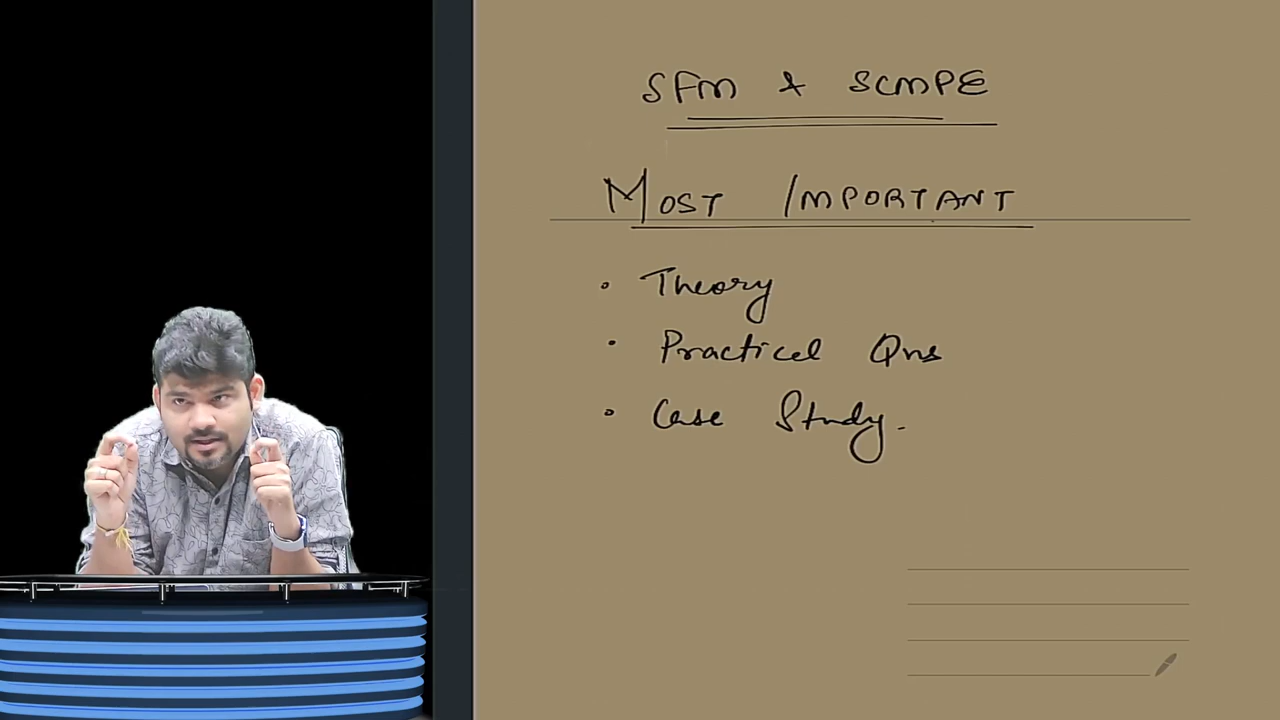 SFM & SCMPE
MOST IMPORTANT
• Theory
• Practical Qns
• Case Study.